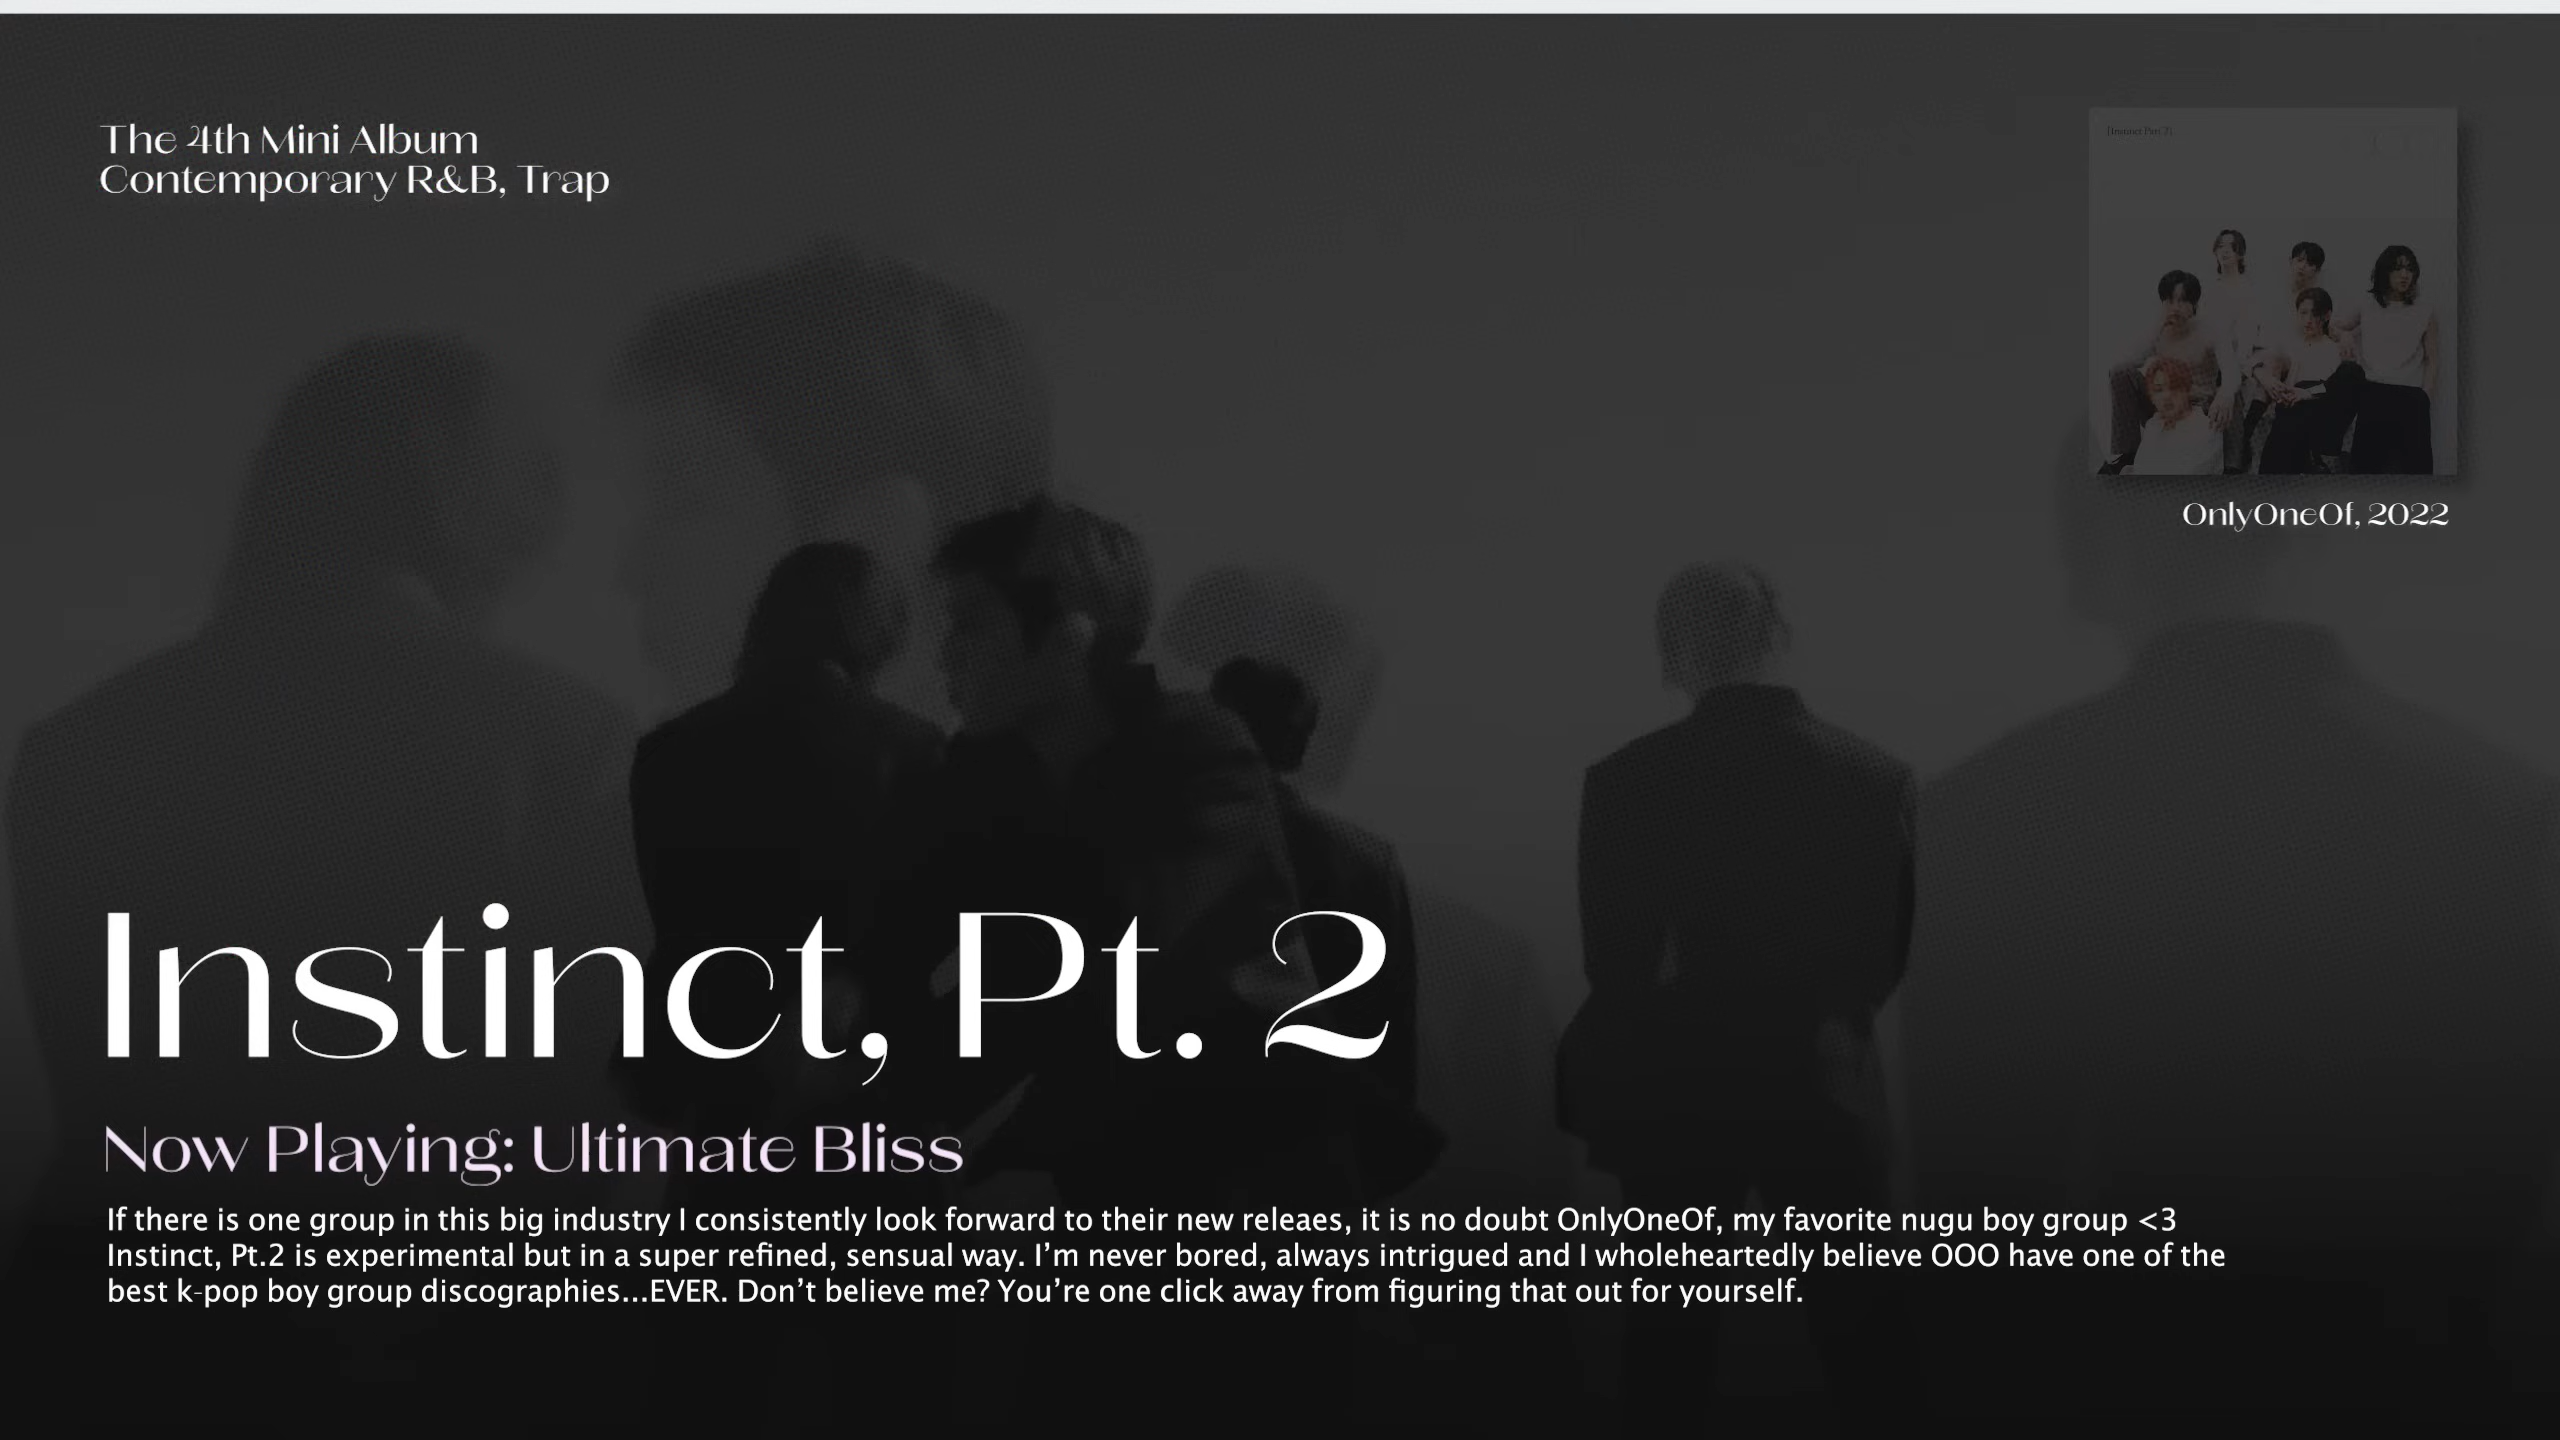 The 4th Mini Album
Contemporary R&B, Trap
[Instinct Part. 2]
OnlyOneOf, 2022
Instinct, Pt. 2
Now Playing: Ultimate Bliss
If there is one group in this big industry I consistently look forward to their new releaes, it is no doubt OnlyOneOf, my favorite nugu boy group <3
Instinct, Pt.2 is experimental but in a super refined, sensual way. I’m never bored, always intrigued and I wholeheartedly believe OOO have one of the
best k-pop boy group discographies...EVER. Don’t believe me? You’re one click away from figuring that out for yourself.